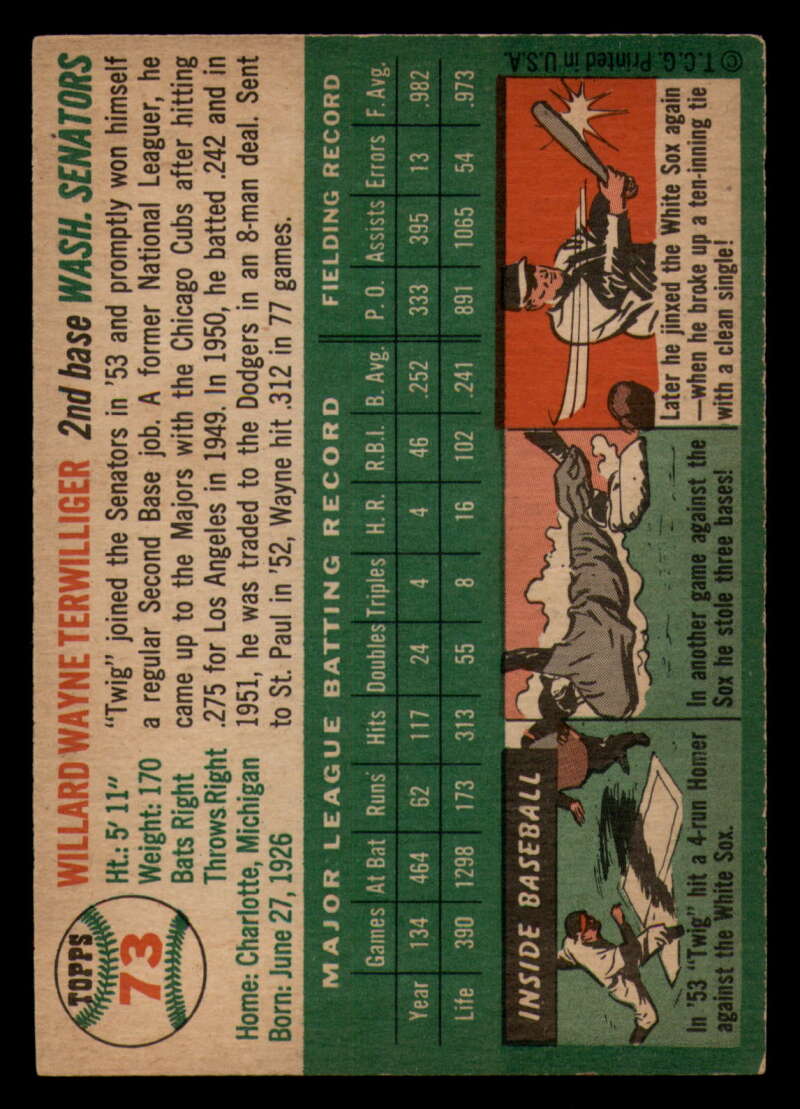 TOPPS
73
WILLARD WAYNE TERWILLIGER 2nd base WASH. SENATORS
Ht.: 5' 11"
Weight: 170
Bats Right
Throws Right
Home: Charlotte, Michigan
Born: June 27, 1926
"Twig" joined the Senators in '53 and promptly won himself
a regular Second Base job. A former National Leaguer, he
came up to the Majors with the Chicago Cubs after hitting
.275 for Los Angeles in 1949. In 1950, he batted .242 and in
1951, he was traded to the Dodgers in an 8-man deal. Sent
to St. Paul in '52, Wayne hit .312 in 77 games.
MAJOR LEAGUE BATTING RECORD FIELDING RECORD
Games At Bat Runs Hits Doubles Triples H. R. R.B.I. B. Avg. P. O. Assists Errors F. Avg.
Year 134 464 62 117 24 4 4 46 .252 333 395 13 .982
Life 390 1298 173 313 55 8 16 102 .241 891 1065 54 .973
INSIDE BASEBALL
In '53 "Twig" hit a 4-run Homer
against the White Sox.
In another game against the
Sox he stole three bases!
Later he jinxed the White Sox again
—when he broke up a ten-inning tie
with a clean single!
© T. C. G. Printed in U.S.A.